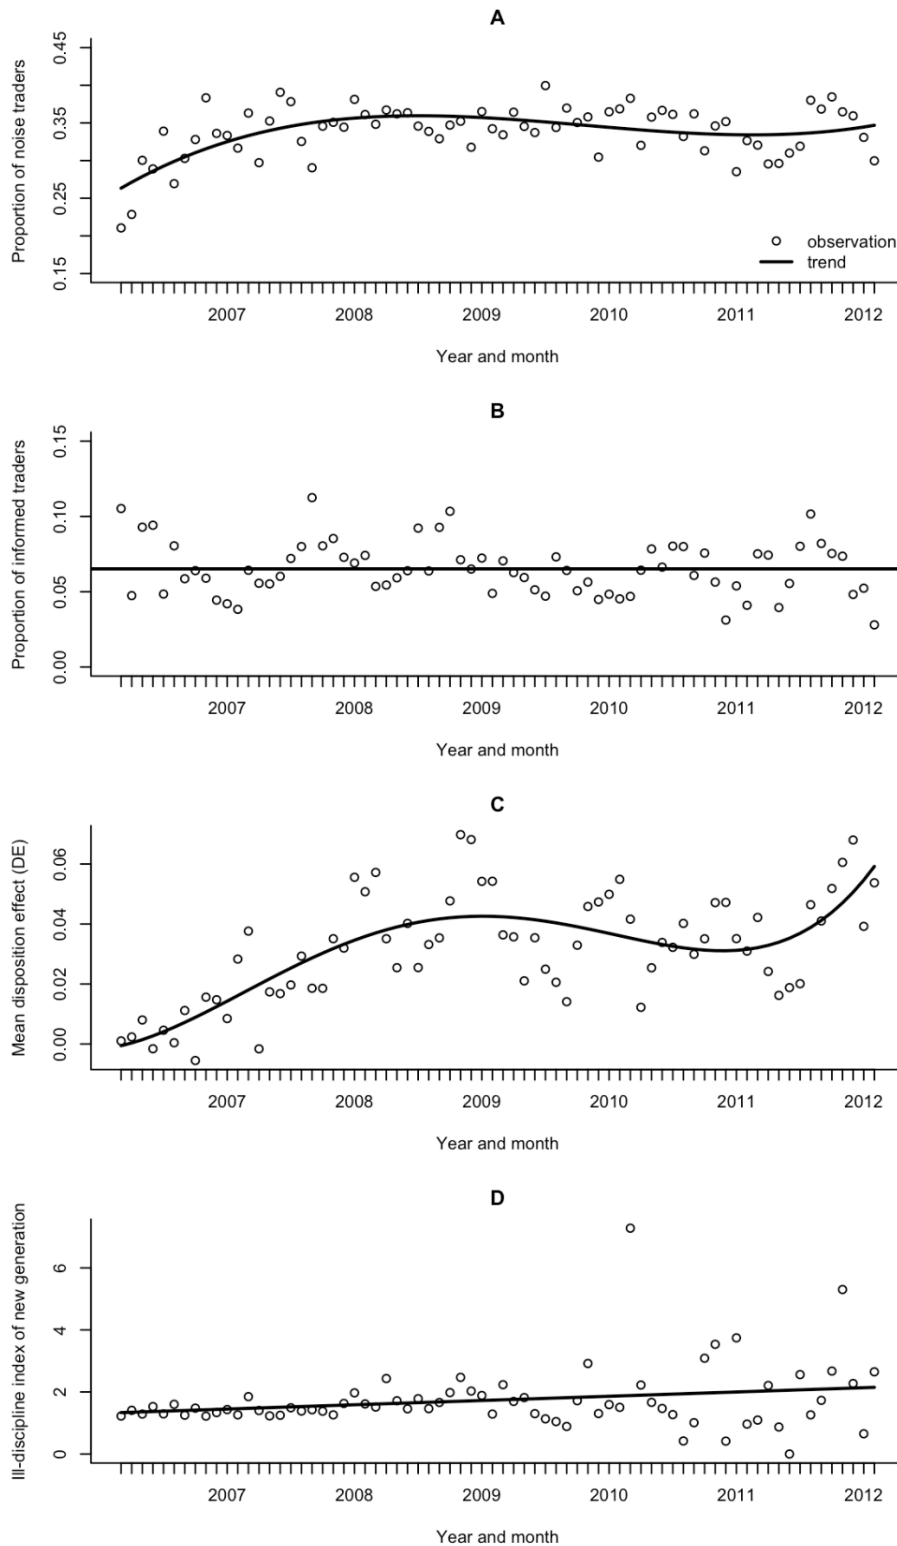 A
Proportion of noise traders
0.45
0.35
0.25
0.15
observation
trend
2007 2008 2009 2010 2011 2012
Year and month
B
Proportion of informed traders
0.15
0.10
0.05
0.00
2007 2008 2009 2010 2011 2012
Year and month
C
Mean disposition effect (DE)
0.06
0.04
0.02
0.00
2007 2008 2009 2010 2011 2012
Year and month
D
Ill-discipline index of new generation
6
4
2
0
2007 2008 2009 2010 2011 2012
Year and month